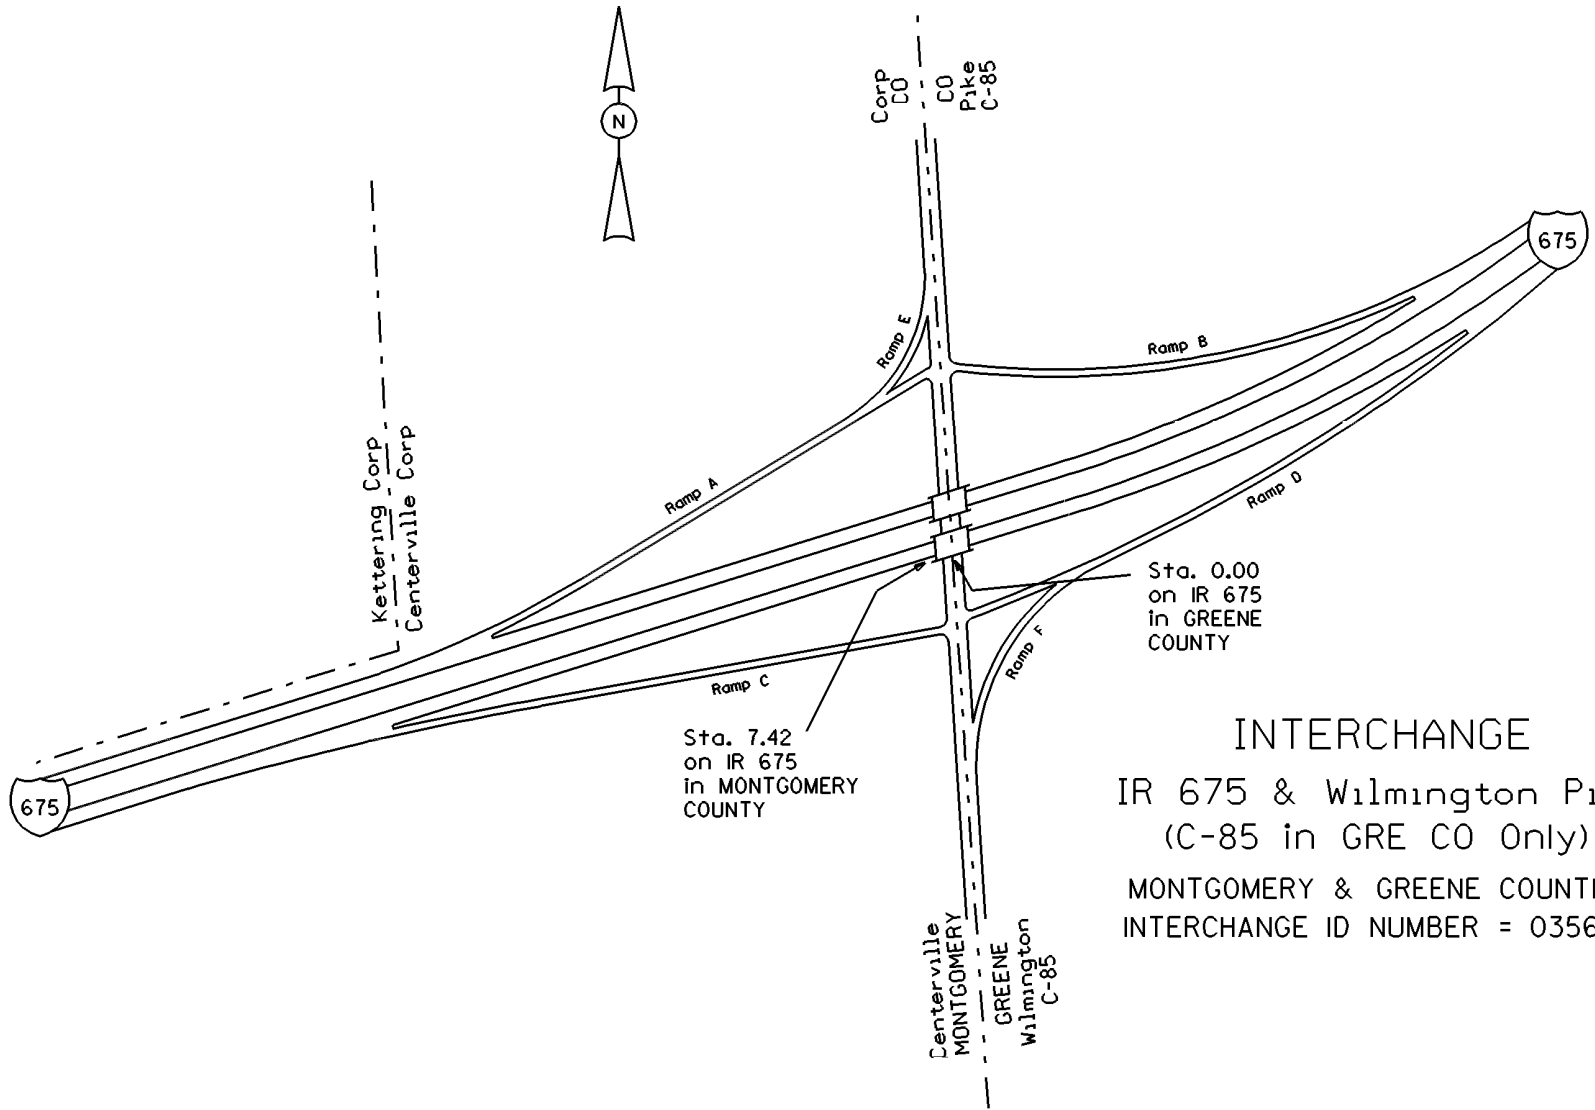 N
Corp
CO
CO
Pike
C-85
675
Ramp E
Ramp B
Kettering Corp
Centerville Corp
Ramp A
Ramp D
Sta. 0.00
on IR 675
in GREENE
COUNTY
Ramp F
Ramp C
Sta. 7.42
on IR 675
in MONTGOMERY
COUNTY
675
INTERCHANGE
IR 675 & Wilmington
(C-85 in GRE CO Only)
MONTGOMERY & GREENE
INTERCHANGE ID NUMBER = 0356
Centerville
MONTGOMERY
GREENE
Wilmington
C-85